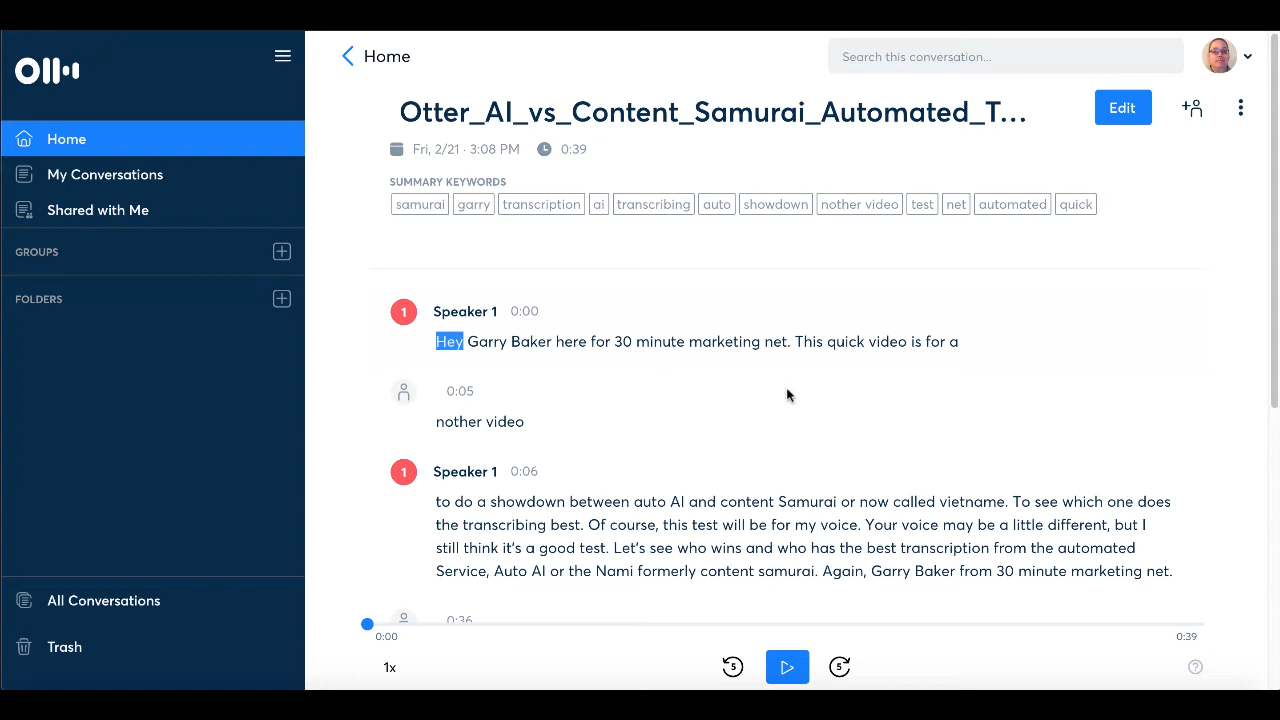 Home
Search this conversation...
Otter_AI_vs_Content_Samurai_Automated_T...
Edit
Fri, 2/21 · 3:08 PM 0:39
SUMMARY KEYWORDS
samurai garry transcription ai transcribing auto showdown nother video test net automated quick
Home
My Conversations
Shared with Me
GROUPS
FOLDERS
All Conversations
Trash
1 Speaker 1 0:00
Hey Garry Baker here for 30 minute marketing net. This quick video is for a
0:05
nother video
1 Speaker 1 0:06
to do a showdown between auto AI and content Samurai or now called vietname. To see which one does
the transcribing best. Of course, this test will be for my voice. Your voice may be a little different, but I
still think it's a good test. Let's see who wins and who has the best transcription from the automated
Service, Auto AI or the Nami formerly content samurai. Again, Garry Baker from 30 minute marketing net.
0:36
0:00 0:39
1x 5 5